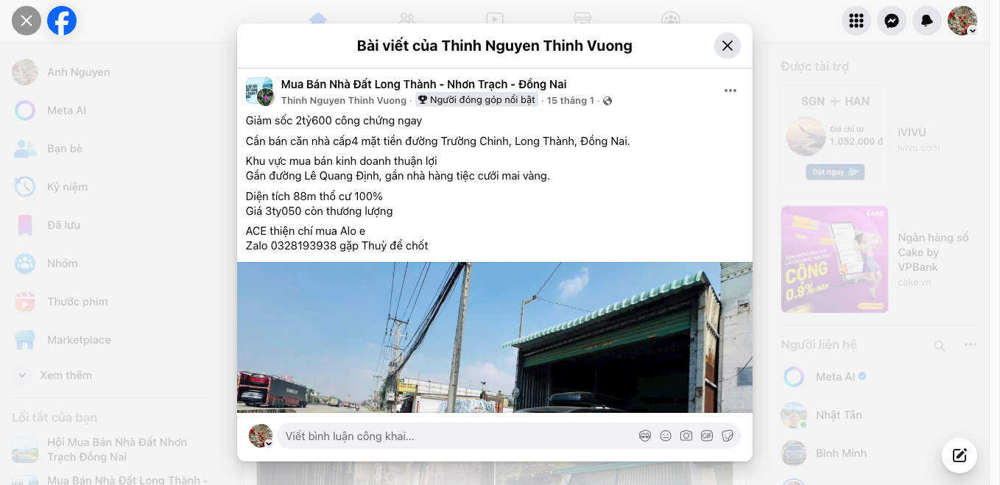 Bài viết của Thinh Nguyen Thinh Vuong
Mua Bán Nhà Đất Long Thành - Nhơn Trạch - Đồng Nai
Thinh Nguyen Thinh Vuong · Người đóng góp nổi bật · 15 tháng 1 ·
Giảm sốc 2tỷ600 công chứng ngay
Cần bán căn nhà cấp4 mặt tiền đường Trường Chinh, Long Thành, Đồng Nai.
Khu vực mua bán kinh doanh thuận lợi
Gần đường Lê Quang Định, gần nhà hàng tiệc cưới mai vàng.
Diện tích 88m thổ cư 100%
Giá 3ty050 còn thương lượng
ACE thiện chí mua Alo e
Zalo 0328193938 gặp Thuỳ để chốt
Viết bình luận công khai...
GIF
Anh Nguyen
Meta AI
Bạn bè
Kỷ niệm
Đã lưu
Nhóm
Thước phim
Marketplace
Xem thêm
Lối tắt của bạn
Hội Mua Bán Nhà Đất Nhơn
Trạch Đồng Nai
Mua Bán Nhà Đất Long Thành -
Được tài trợ
SGN HAN
Giá chỉ từ
1.052.000 đ
Đặt ngay
iVIVU
ivivu.com
CAKE
CỘNG
0.9%/NĂM
Ngân hàng số
Cake by
VPBank
cake.vn
Người liên hệ
Meta AI
Nhật Tân
Bình Minh